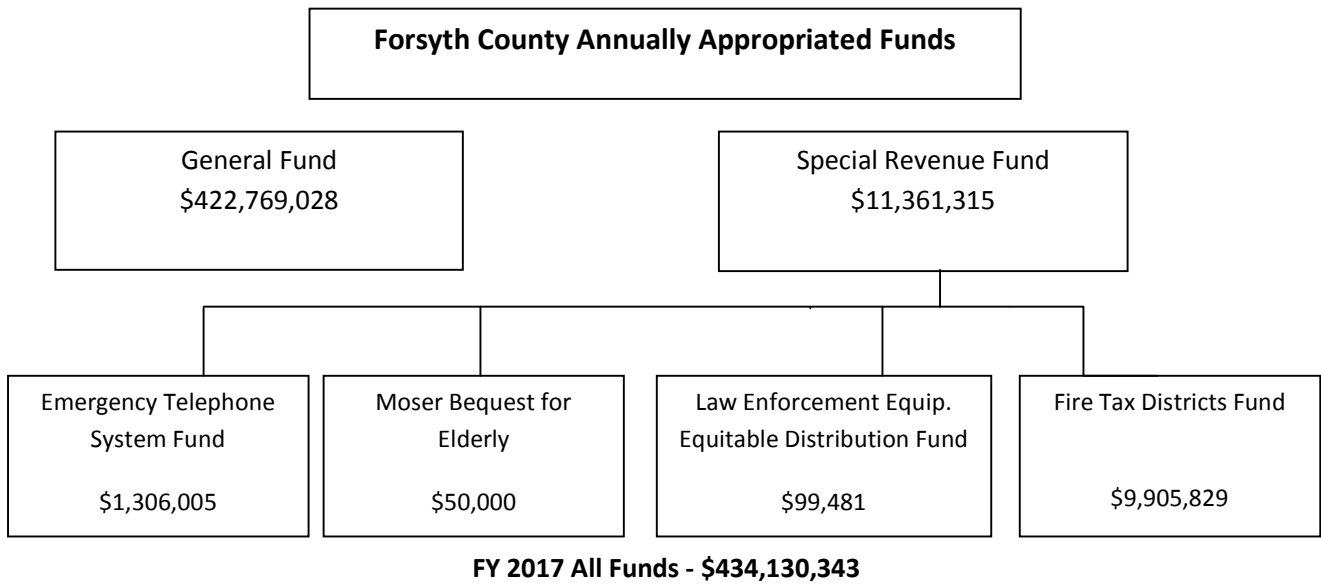 Forsyth County Annually Appropriated Funds
General Fund
$422,769,028
Special Revenue Fund
$11,361,315
Emergency Telephone
System Fund
$1,306,005
Moser Bequest for
Elderly
$50,000
Law Enforcement Equip.
Equitable Distribution Fund
$99,481
Fire Tax Districts Fund
$9,905,829
FY 2017 All Funds - $434,130,343